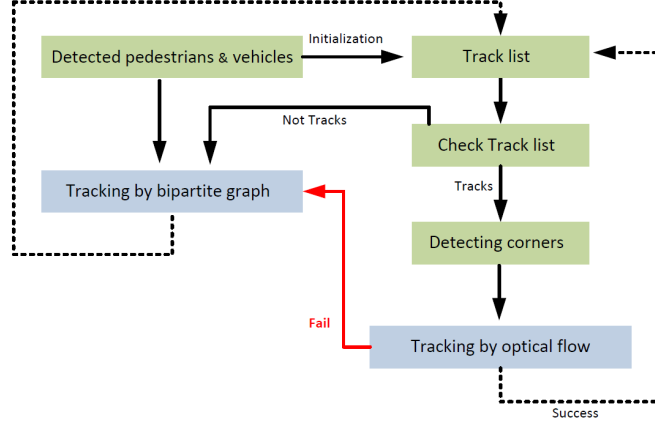 Detected pedestrians & vehicles
Initialization
Track list
Not Tracks
Check Track list
Tracks
Tracking by bipartite graph
Detecting corners
Fail
Tracking by optical flow
Success